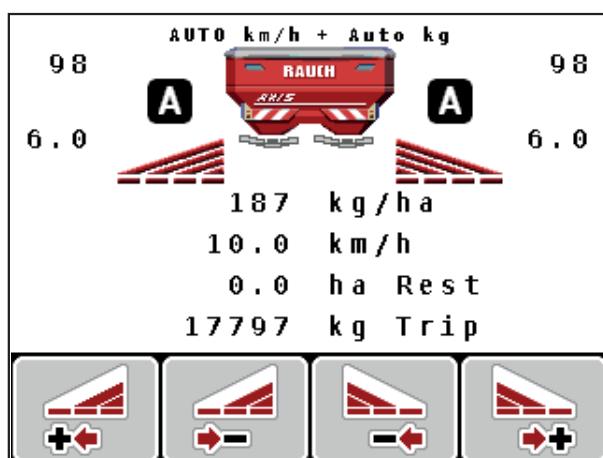 AUTO km/h + Auto kg
98 98
RAUCH
A A
AXIS
6.0 6.0
187 kg/ha
10.0 km/h
0.0 ha Rest
17797 kg Trip